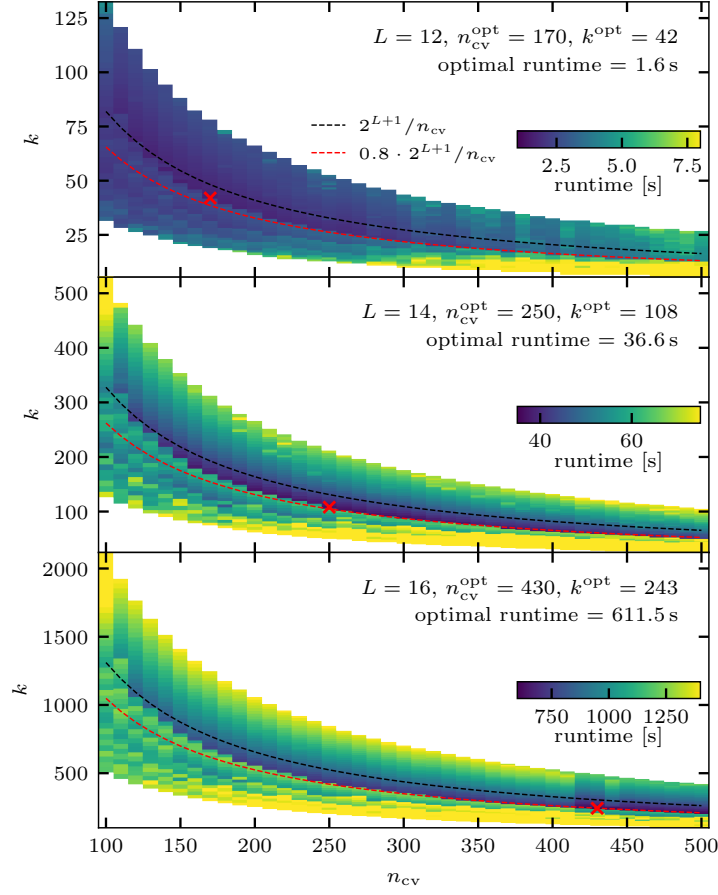 125
100
75
50
25
k
L = 12, n_cv^opt = 170, k^opt = 42
optimal runtime = 1.6 s
2^{L+1}/n_cv
0.8 · 2^{L+1}/n_cv
2.5 5.0 7.5
runtime [s]
500
400
300
200
100
k
L = 14, n_cv^opt = 250, k^opt = 108
optimal runtime = 36.6 s
40 60
runtime [s]
2000
1500
1000
500
k
L = 16, n_cv^opt = 430, k^opt = 243
optimal runtime = 611.5 s
750 1000 1250
runtime [s]
100 150 200 250 300 350 400 450 500
n_cv